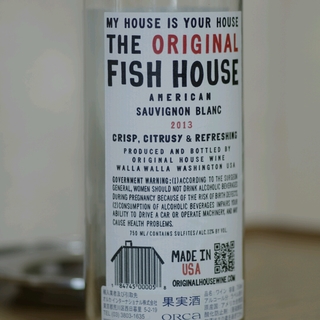 MY HOUSE IS YOUR HOUSE
THE ORIGINAL
FISH HOUSE
AMERICAN
SAUVIGNON BLANC
2013
CRISP, CITRUSY & REFRESHING
PRODUCED AND BOTTLED BY
ORIGINAL HOUSE WINE
WALLA WALLA WASHINGTON USA
GOVERNMENT WARNING: (1) ACCORDING TO THE SURGEON
GENERAL, WOMEN SHOULD NOT DRINK ALCOHOLIC BEVERAGES
DURING PREGNANCY BECAUSE OF THE RISK OF BIRTH DEFECTS.
(2) CONSUMPTION OF ALCOHOLIC BEVERAGES IMPAIRS YOUR
ABILITY TO DRIVE A CAR OR OPERATE MACHINERY, AND MAY
CAUSE HEALTH PROBLEMS.
750 ML / CONTAINS SULFITES / ALC.
BY VOL.
MADE IN
USA
ORIGINALHOUSEWINE.COM
果実酒
ORCA